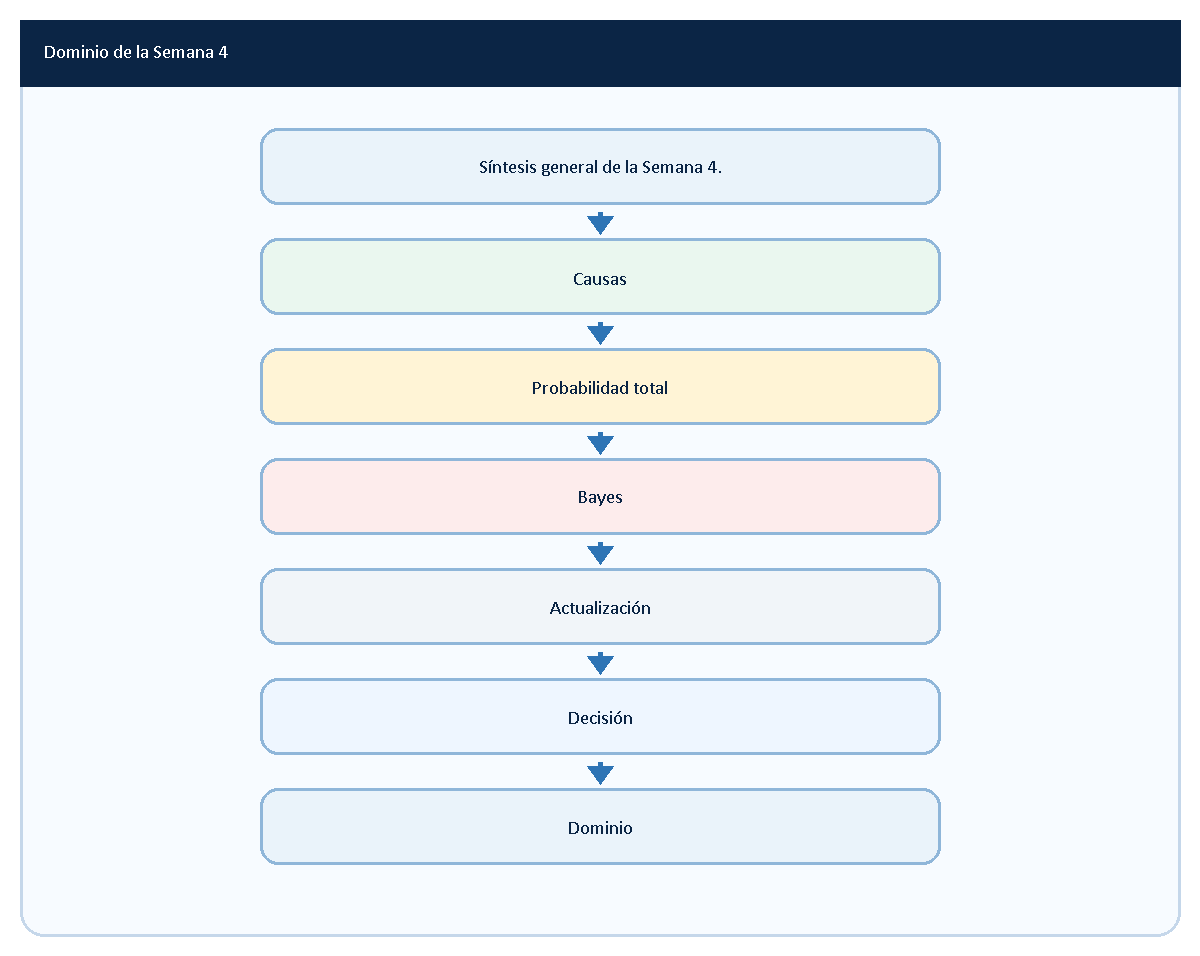 Dominio de la Semana 4
Síntesis general de la Semana 4.
Causas
Probabilidad total
Bayes
Actualización
Decisión
Dominio